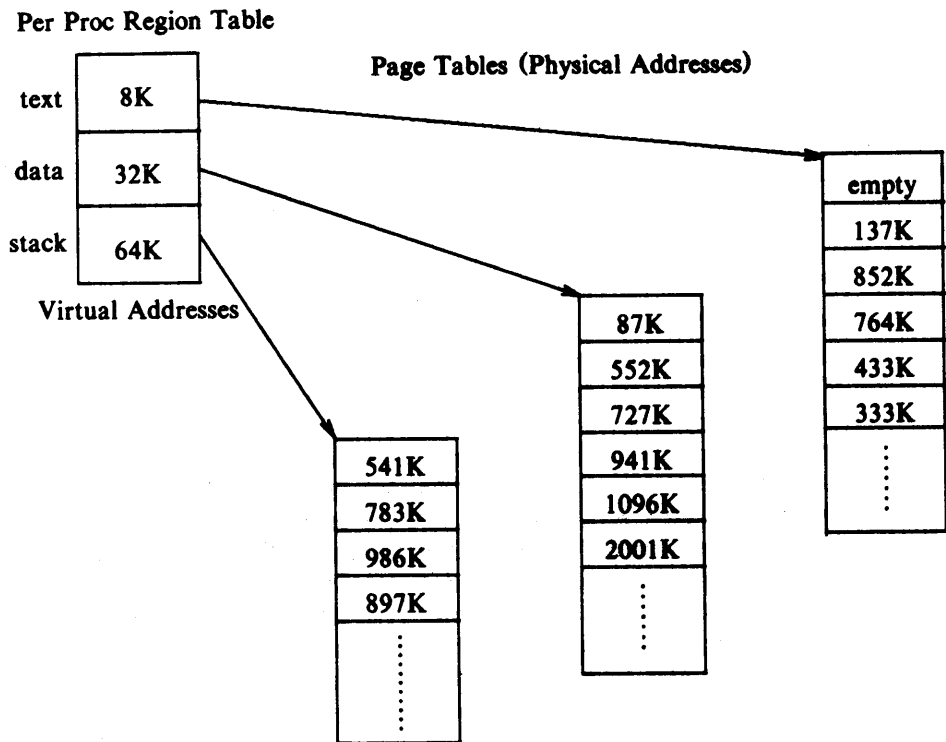 Per Proc Region Table
Page Tables (Physical Addresses)
text 8K
data 32K
stack 64K
Virtual Addresses
empty
137K
852K
764K
433K
333K
87K
552K
727K
941K
1096K
2001K
541K
783K
986K
897K